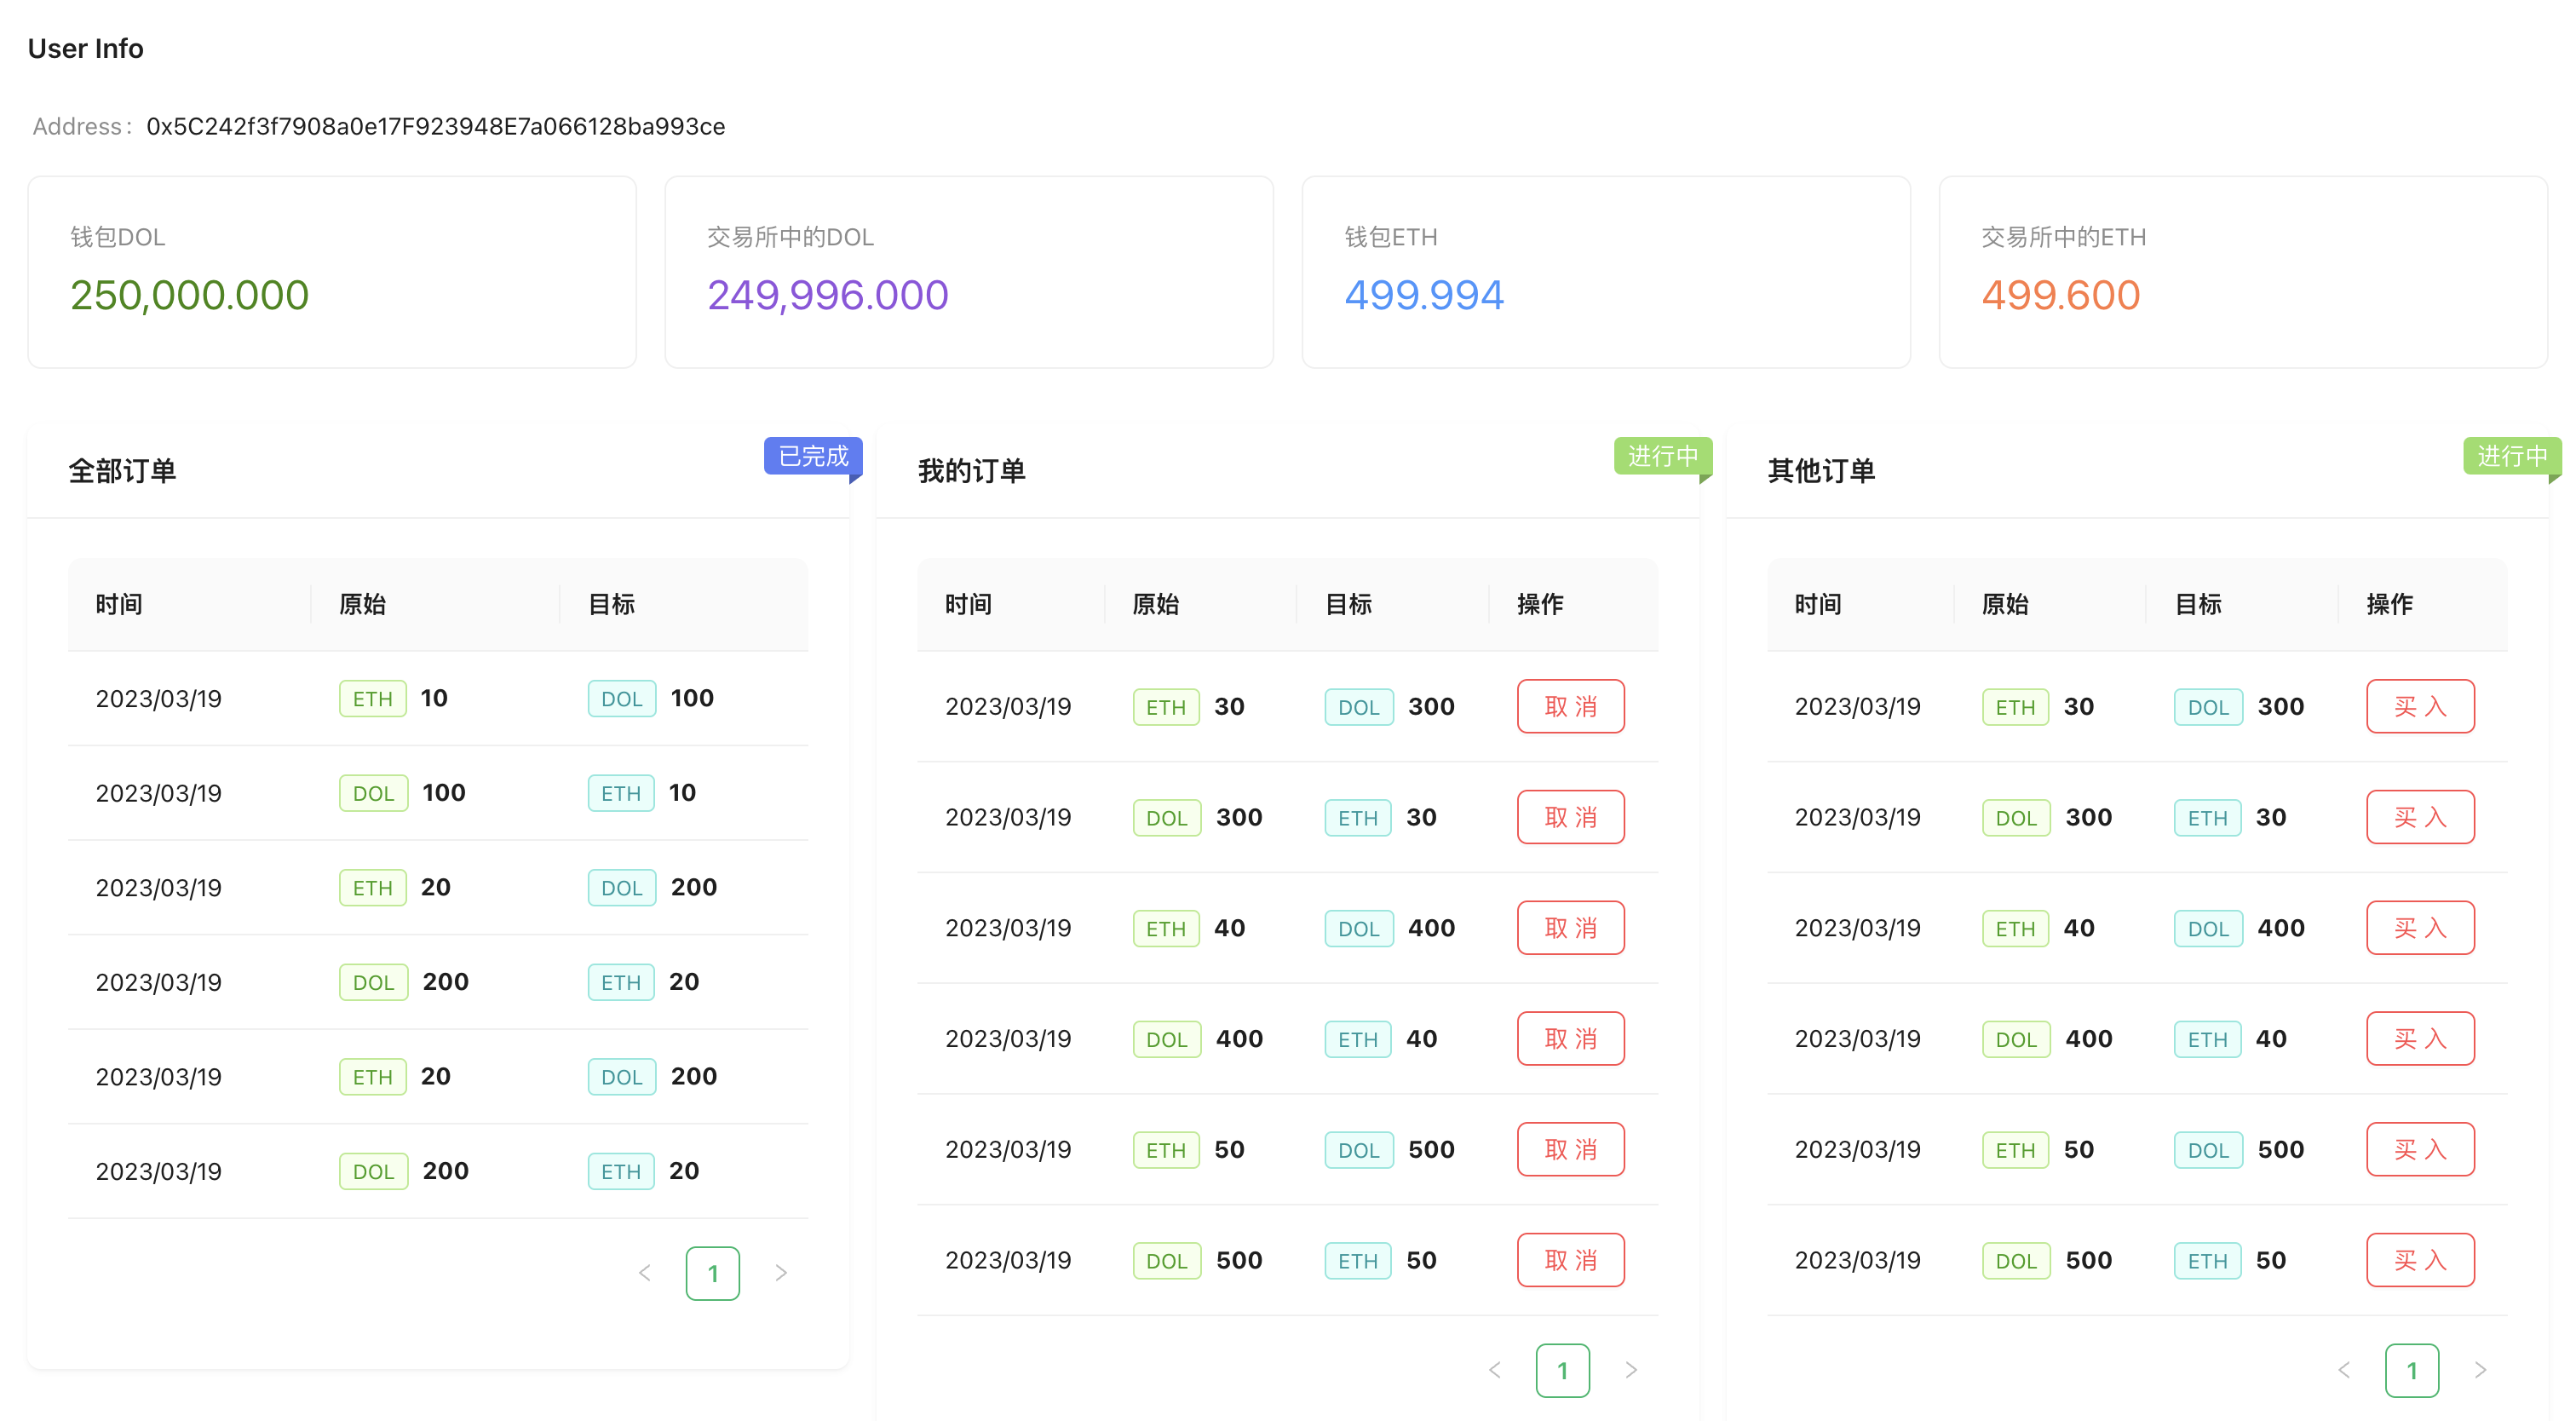 User Info
Address: 0x5C242f3f7908a0e17F923948E7a066128ba993ce
钱包DOL
250,000.000
交易所中的DOL
249,996.000
钱包ETH
499.994
交易所中的ETH
499.600
全部订单
已完成
时间 原始 目标
2023/03/19 ETH 10 DOL 100
2023/03/19 DOL 100 ETH 10
2023/03/19 ETH 20 DOL 200
2023/03/19 DOL 200 ETH 20
2023/03/19 ETH 20 DOL 200
2023/03/19 DOL 200 ETH 20
< 1 >
我的订单
进行中
时间 原始 目标 操作
2023/03/19 ETH 30 DOL 300 取 消
2023/03/19 DOL 300 ETH 30 取 消
2023/03/19 ETH 40 DOL 400 取 消
2023/03/19 DOL 400 ETH 40 取 消
2023/03/19 ETH 50 DOL 500 取 消
2023/03/19 DOL 500 ETH 50 取 消
< 1 >
其他订单
进行中
时间 原始 目标 操作
2023/03/19 ETH 30 DOL 300 买 入
2023/03/19 DOL 300 ETH 30 买 入
2023/03/19 ETH 40 DOL 400 买 入
2023/03/19 DOL 400 ETH 40 买 入
2023/03/19 ETH 50 DOL 500 买 入
2023/03/19 DOL 500 ETH 50 买 入
< 1 >